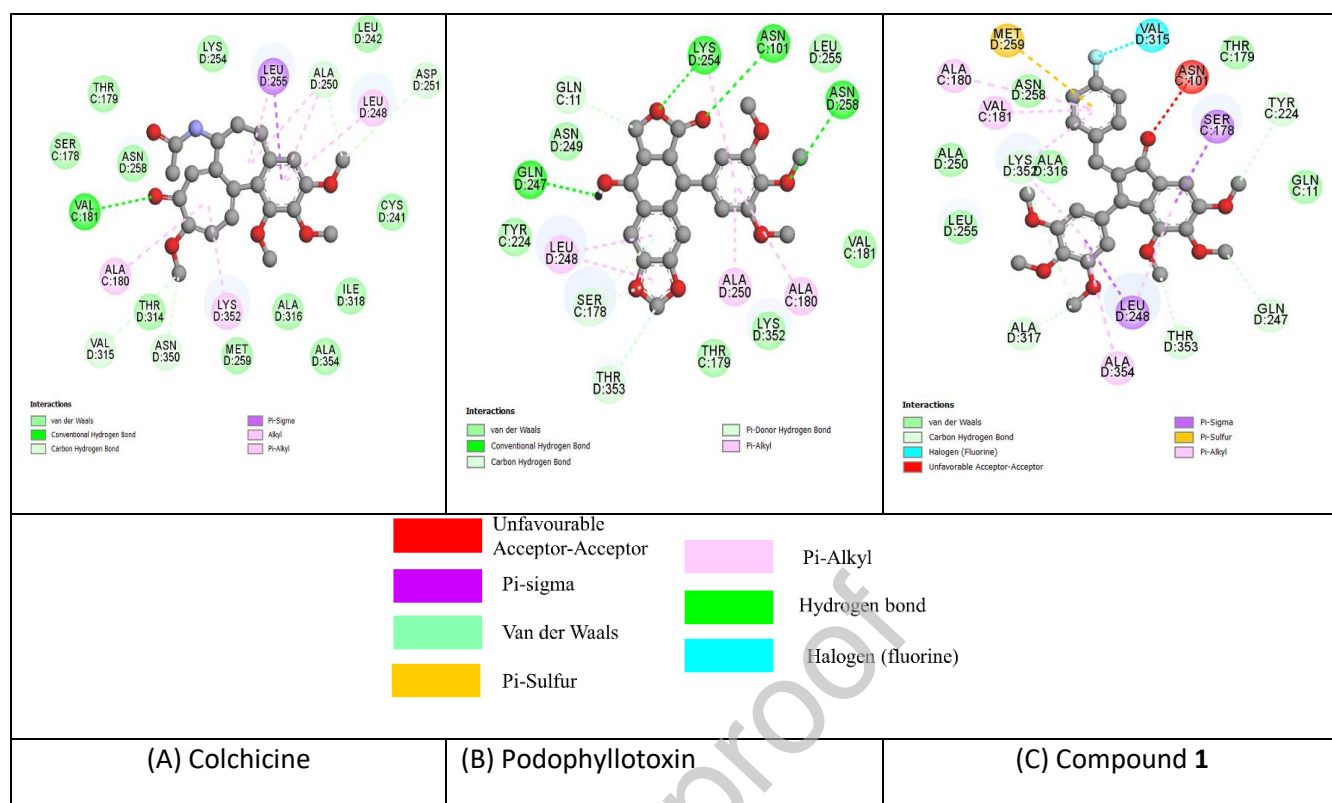 LEU
D:242
LYS
D:254
LEU
D:255
ALA
D:250
ASP
D:251
THR
C:179
LEU
D:248
SER
C:178
ASN
D:258
VAL
C:181
CYS
D:241
ALA
C:180
ILE
D:318
THR
D:314
LYS
D:352
ALA
D:316
VAL
D:315
ASN
D:350
MET
D:259
ALA
D:354
Interactions
van der Waals
Conventional Hydrogen Bond
Carbon Hydrogen Bond
Pi-Sigma
Alkyl
Pi-Alkyl
LYS
D:254
ASN
C:101
LEU
D:255
GLN
C:11
ASN
D:258
ASN
D:249
GLN
D:247
TYR
C:224
LEU
D:248
VAL
C:181
SER
C:178
ALA
D:250
ALA
C:180
LYS
D:352
THR
C:179
THR
D:353
Interactions
van der Waals
Conventional Hydrogen Bond
Carbon Hydrogen Bond
Pi-Donor Hydrogen Bond
Pi-Alkyl
MET
D:259
VAL
D:315
THR
C:179
ALA
C:180
ASN
D:258
ASN
C:101
VAL
C:181
SER
C:178
TYR
C:224
ALA
D:250
LYS
D:352
ALA
D:316
GLN
C:11
LEU
D:255
LEU
D:248
ALA
D:317
THR
D:353
GLN
D:247
ALA
D:354
Interactions
van der Waals
Carbon Hydrogen Bond
Halogen (Fluorine)
Unfavorable Acceptor-Acceptor
Pi-Sigma
Pi-Sulfur
Pi-Alkyl
Unfavourable
Acceptor-Acceptor
Pi-sigma
Van der Waals
Pi-Sulfur
Pi-Alkyl
Hydrogen bond
Halogen (fluorine)
proof
(A) Colchicine
(B) Podophyllotoxin
(C) Compound 1